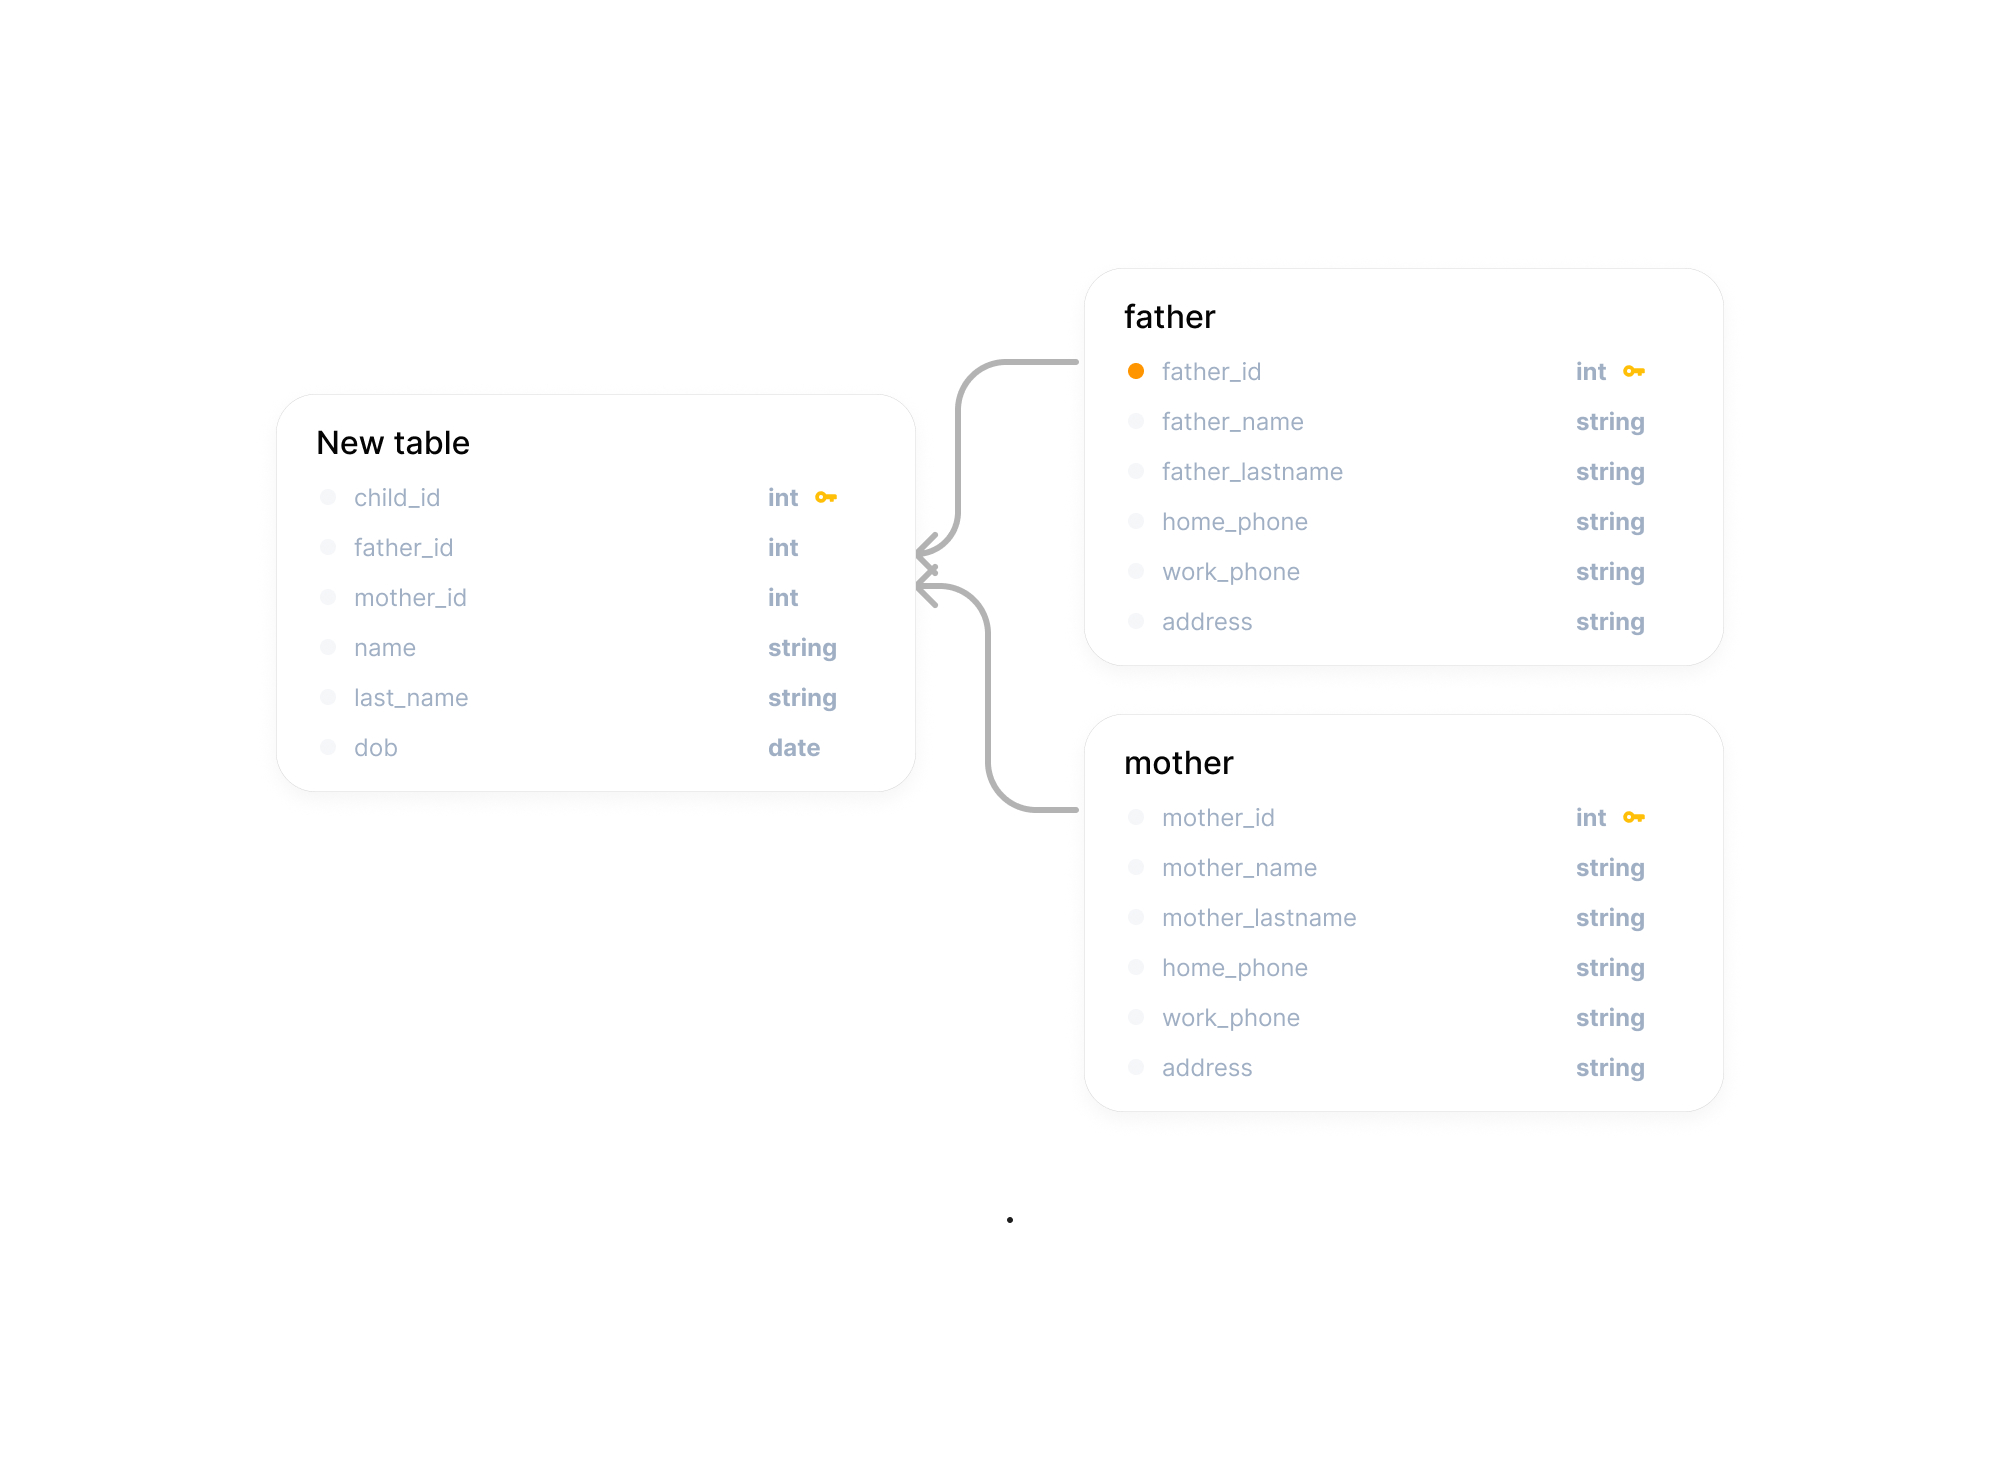 New table
child_id int
father_id int
mother_id int
name string
last_name string
dob date
father
father_id int
father_name string
father_lastname string
home_phone string
work_phone string
address string
mother
mother_id int
mother_name string
mother_lastname string
home_phone string
work_phone string
address string
.